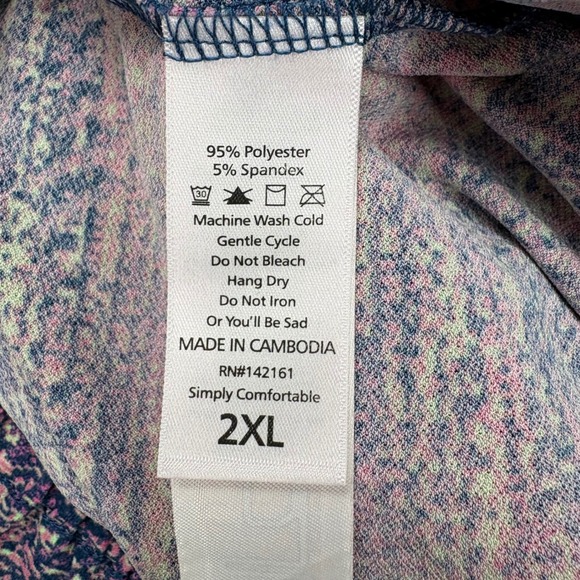 95% Polyester
5% Spandex
30
Machine Wash Cold
Gentle Cycle
Do Not Bleach
Hang Dry
Do Not Iron
Or You'll Be Sad
MADE IN CAMBODIA
RN#142161
Simply Comfortable
2XL